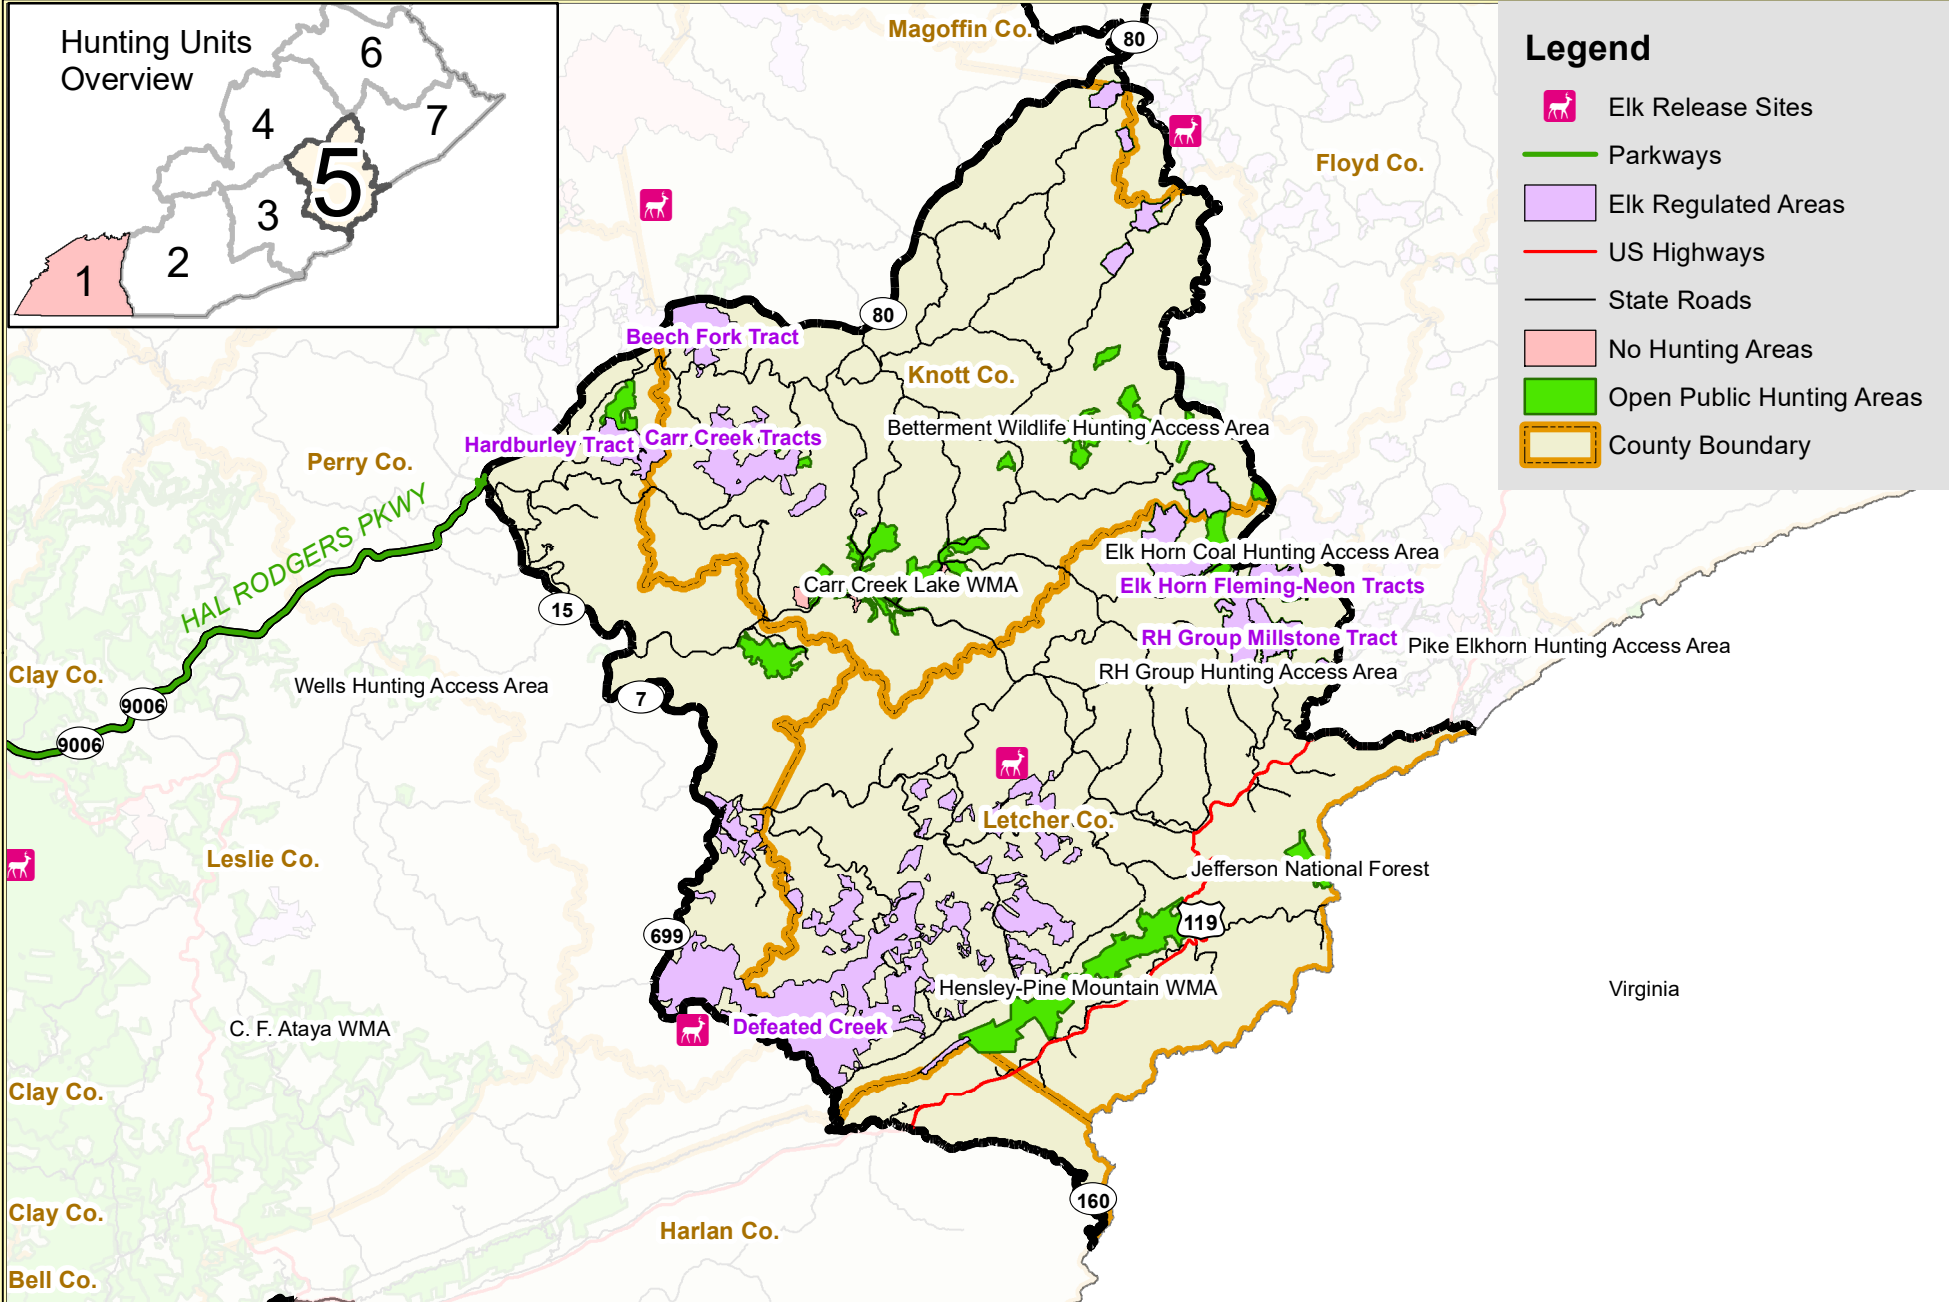 Hunting Units
Overview
6
4
7
5
3
2
1
Legend
Elk Release Sites
Parkways
Elk Regulated Areas
US Highways
State Roads
No Hunting Areas
Open Public Hunting Areas
County Boundary
Magoffin Co.
80
Floyd Co.
80
Beech Fork Tract
Knott Co.
Betterment Wildlife Hunting Access Area
Hardburley Tract
Carr Creek Tracts
Perry Co.
HAL RODGERS PKWY
Elk Horn Coal Hunting Access Area
Carr Creek Lake WMA
Elk Horn Fleming-Neon Tracts
15
RH Group Millstone Tract
Pike Elkhorn Hunting Access Area
RH Group Hunting Access Area
Clay Co.
Wells Hunting Access Area
7
9006
9006
Letcher Co.
Leslie Co.
Jefferson National Forest
119
699
Hensley-Pine Mountain WMA
Virginia
C. F. Ataya WMA
Defeated Creek
Clay Co.
160
Clay Co.
Harlan Co.
Bell Co.